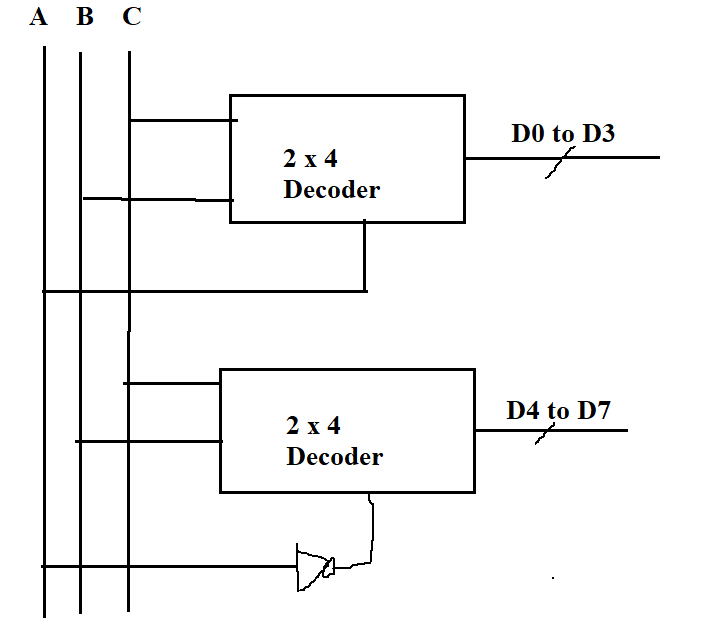 A B C
D0 to D3
2 x 4
Decoder
D4 to D7
2 x 4
Decoder